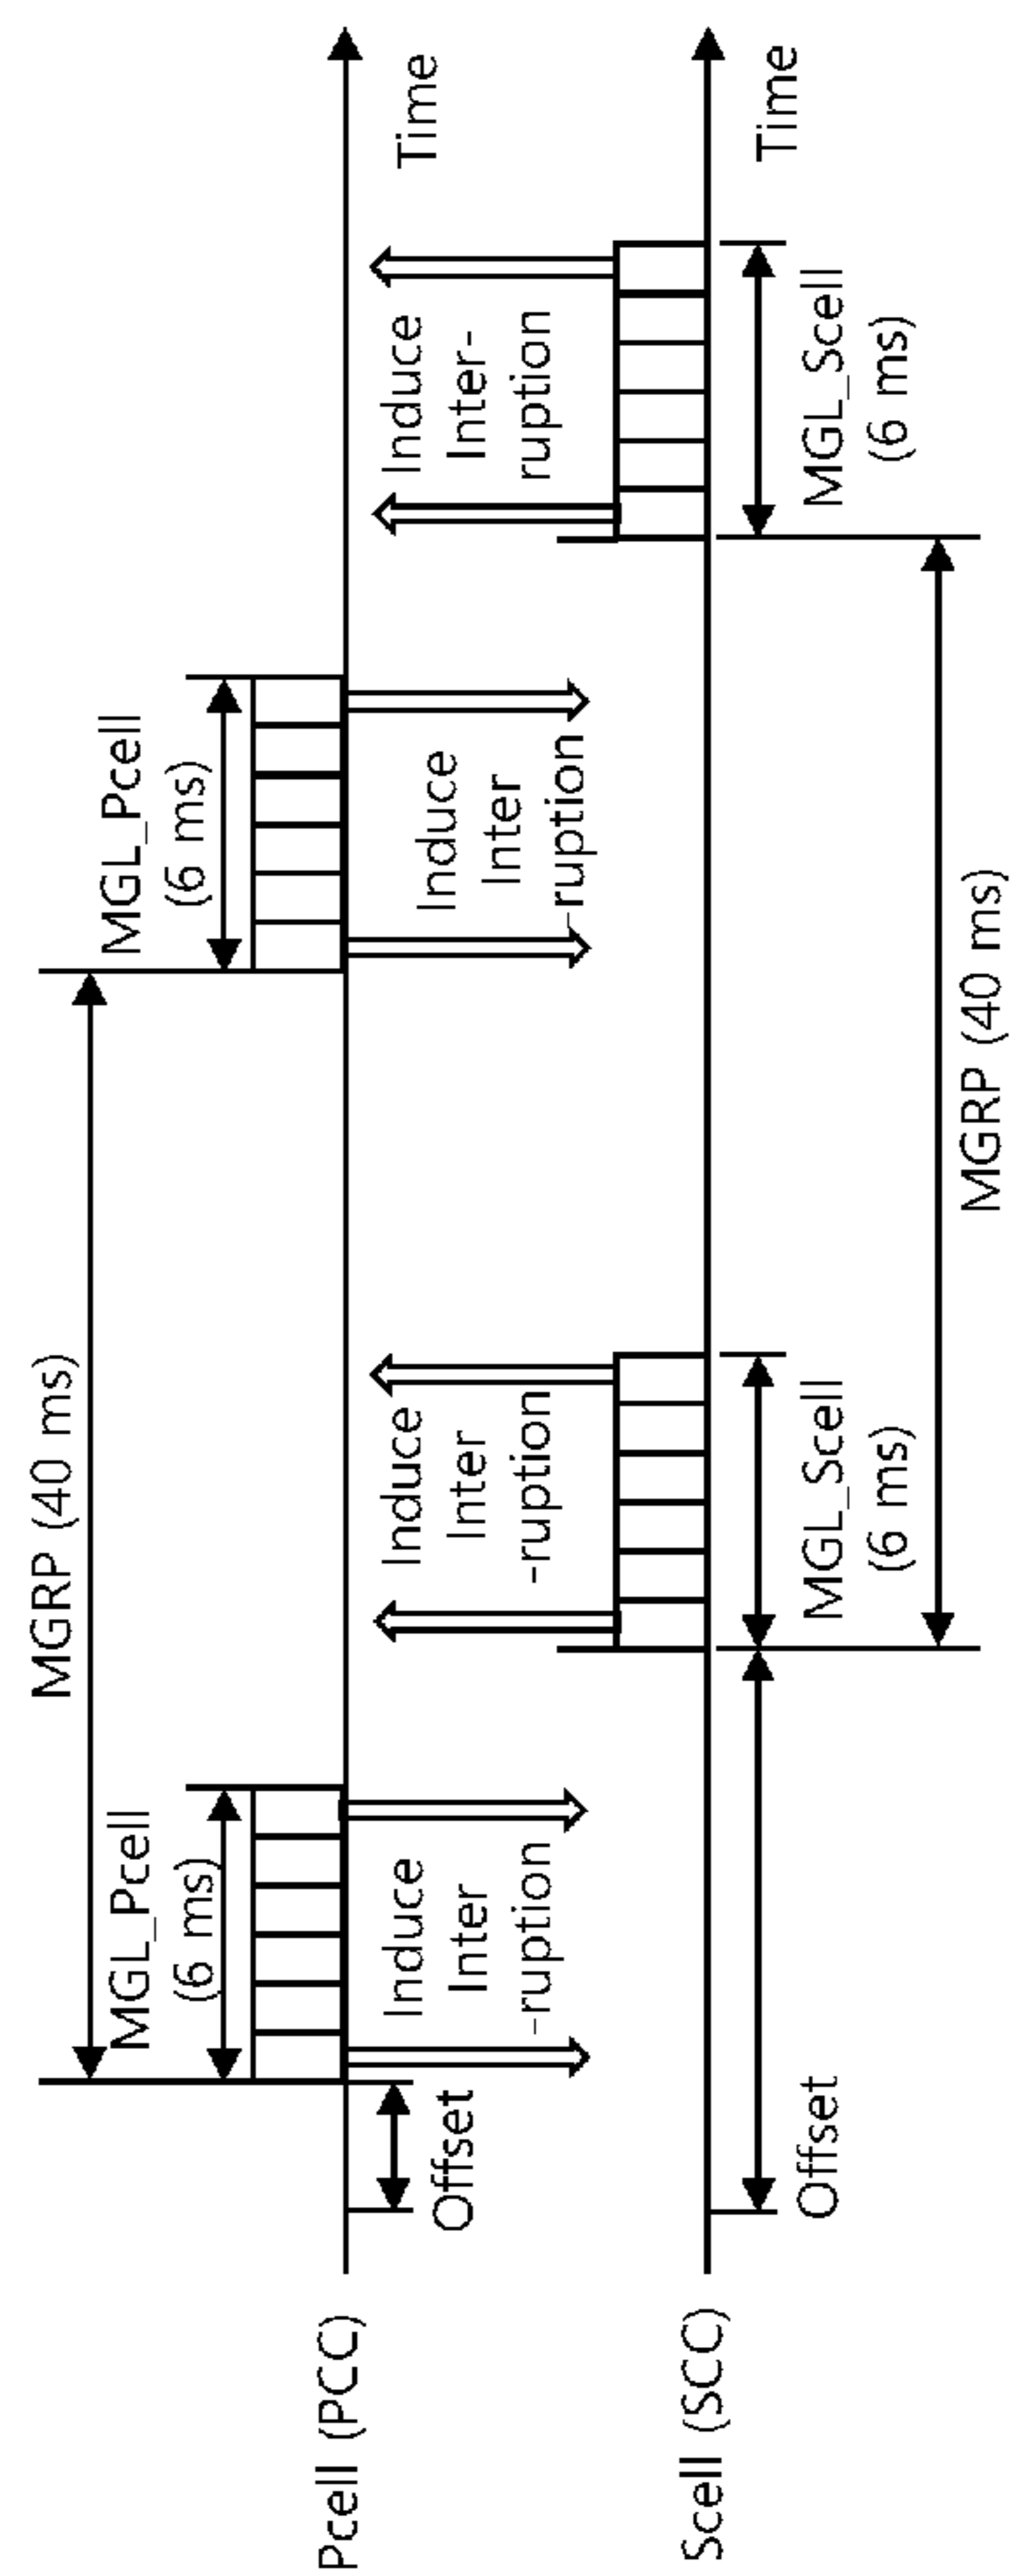 MGRP (40 ms)
MGL_Pcell
(6 ms)
MGL_Pcell
(6 ms)
Pcell (PCC)
Offset
Time
Induce
Inter
-ruption
Induce
Inter
-ruption
Induce
Inter
-ruption
Induce
Inter-
ruption
Scell (SCC)
Offset
Time
MGL_Scell
(6 ms)
MGL_Scell
(6 ms)
MGRP (40 ms)